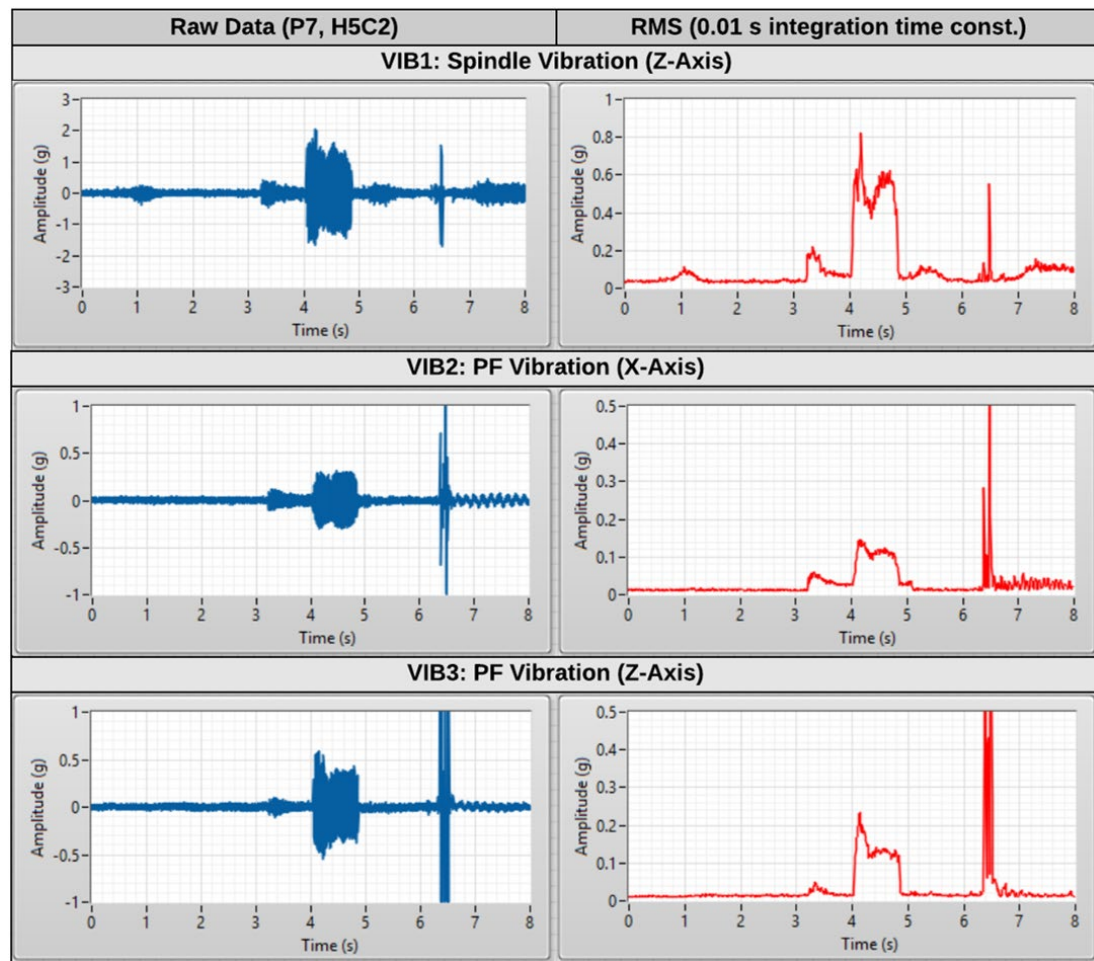 Raw Data (P7, H5C2)
RMS (0.01 s integration time const.)
VIB1: Spindle Vibration (Z-Axis)
Amplitude (g)
3
2
1
0
-1
-2
-3
0 1 2 3 4 5 6 7 8
Time (s)
Amplitude (g)
1
0.8
0.6
0.4
0.2
0
0 1 2 3 4 5 6 7 8
Time (s)
VIB2: PF Vibration (X-Axis)
Amplitude (g)
1
0.5
0
-0.5
-1
0 1 2 3 4 5 6 7 8
Time (s)
Amplitude (g)
0.5
0.4
0.3
0.2
0.1
0
0 1 2 3 4 5 6 7 8
Time (s)
VIB3: PF Vibration (Z-Axis)
Amplitude (g)
1
0.5
0
-0.5
-1
0 1 2 3 4 5 6 7 8
Time (s)
Amplitude (g)
0.5
0.4
0.3
0.2
0.1
0
0 1 2 3 4 5 6 7 8
Time (s)